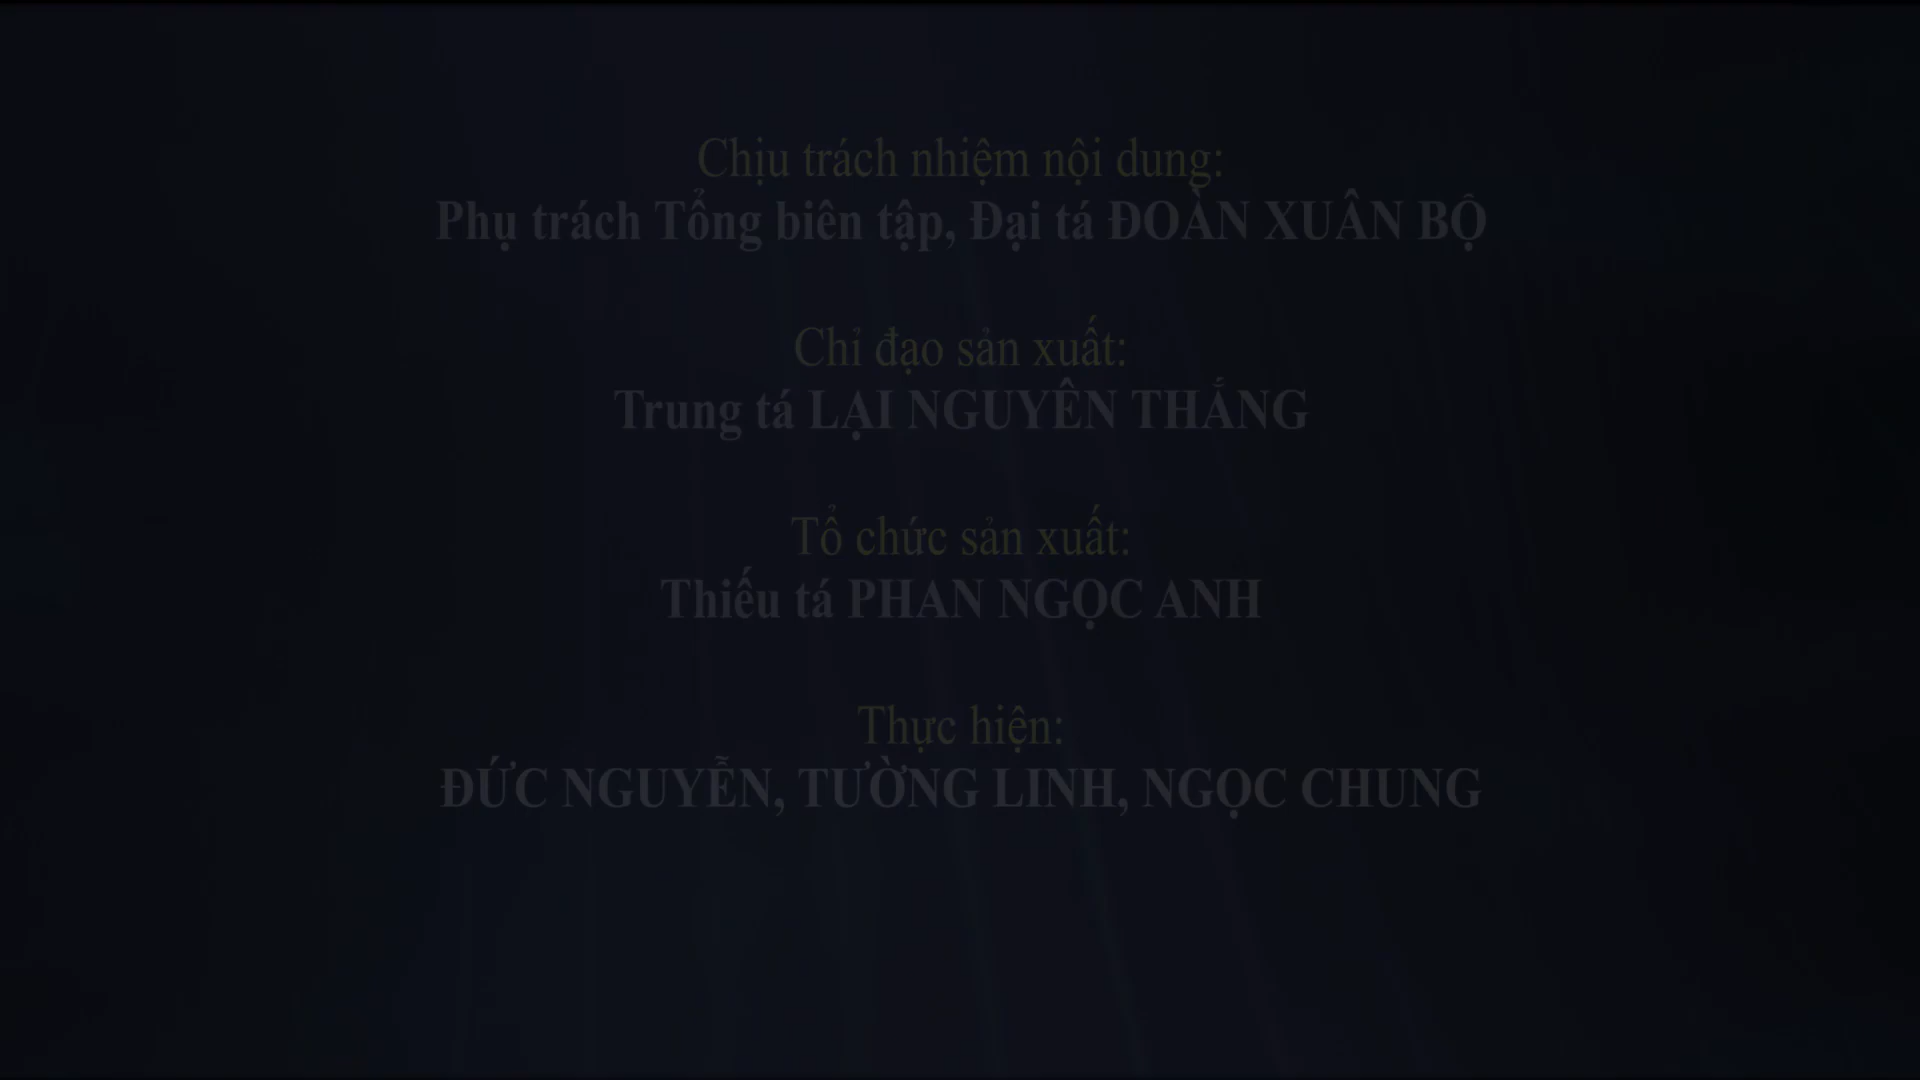 Chịu trách nhiệm nội dung:
Phụ trách Tổng biên tập, Đại tá ĐOÀN XUÂN BỘ
Chỉ đạo sản xuất:
Trung tá LẠI NGUYÊN THẮNG
Tổ chức sản xuất:
Thiếu tá PHAN NGỌC ANH
Thực hiện:
ĐỨC NGUYỄN, TƯỜNG LINH, NGỌC CHUNG